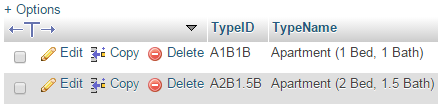 + Options
TypeID TypeName
Edit Copy Delete A1B1B Apartment (1 Bed, 1 Bath)
Edit Copy Delete A2B1.5B Apartment (2 Bed, 1.5 Bath)